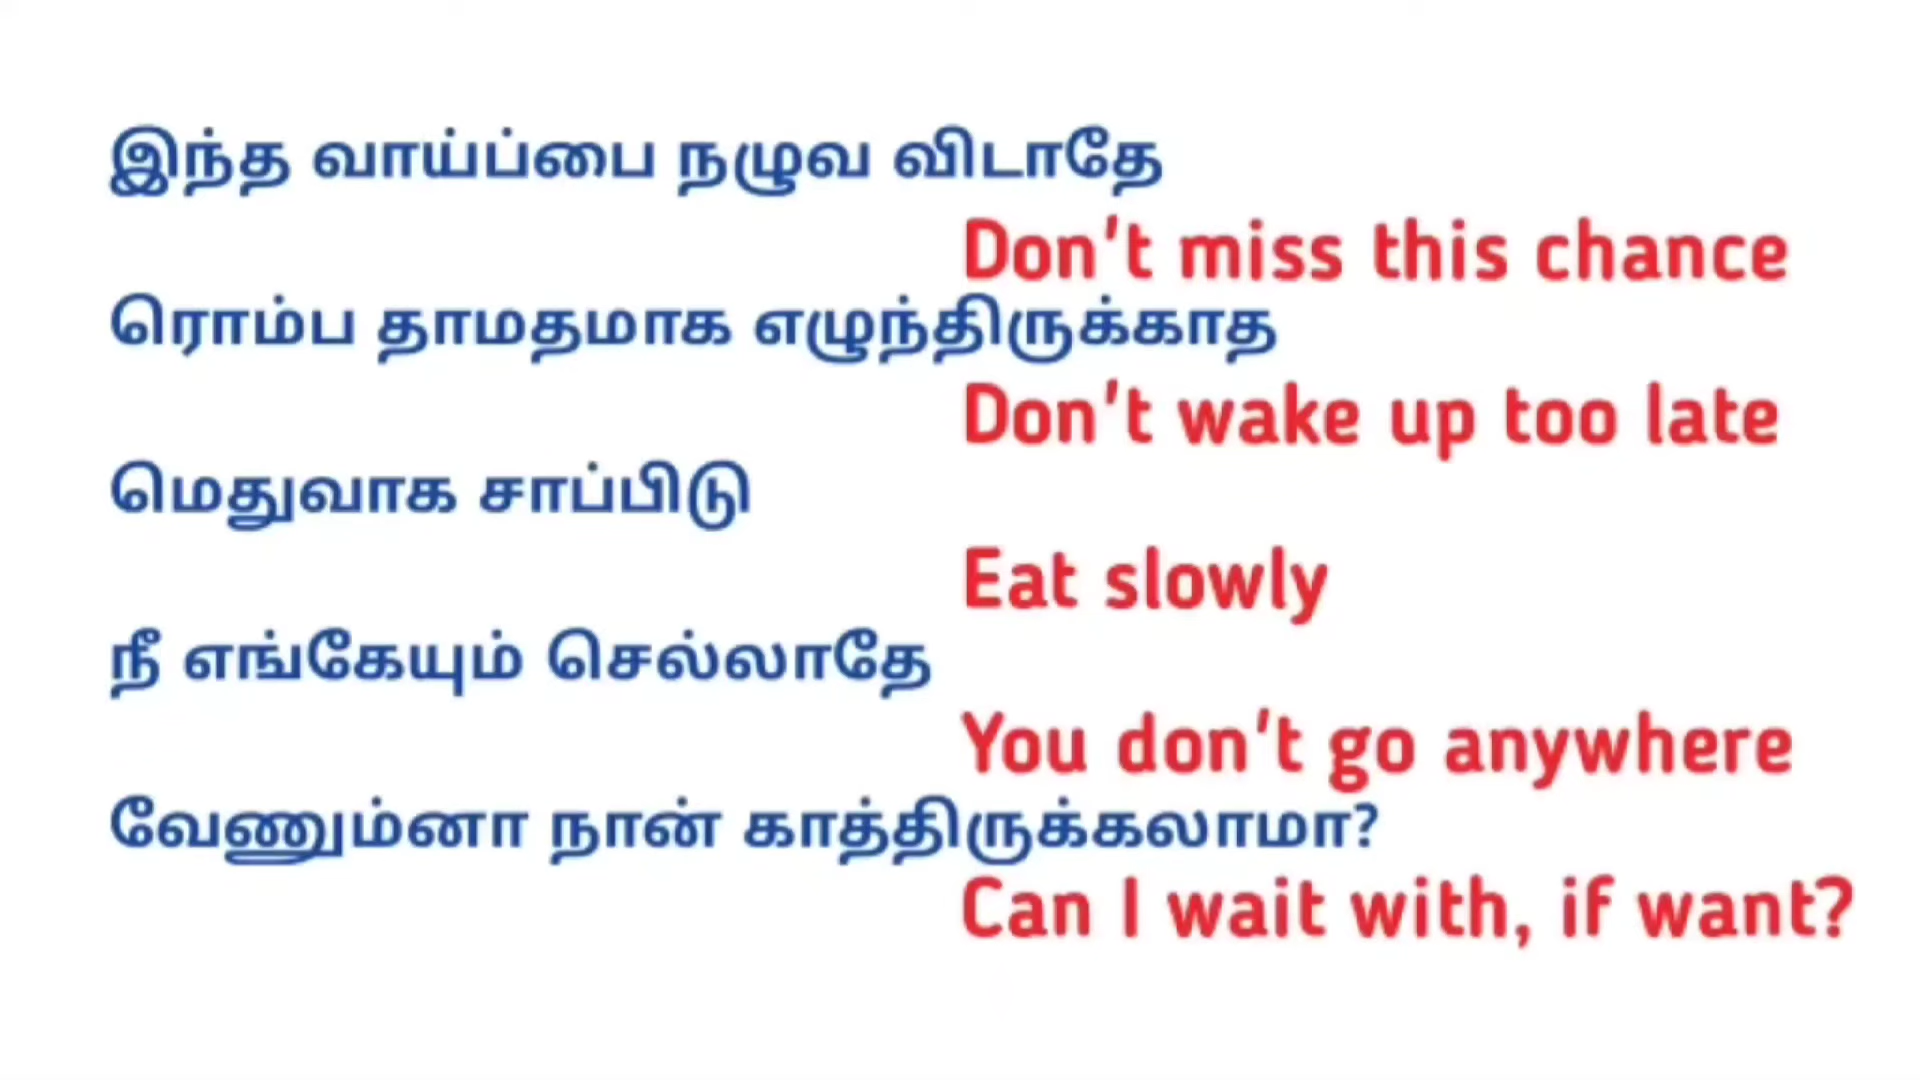 இந்த வாய்ப்பை நழுவ விடாதே
Don't miss this chance
ரொம்ப தாமதமாக எழுந்திருக்காத
Don't wake up too late
மெதுவாக சாப்பிடு
Eat slowly
நீ எங்கேயும் செல்லாதே
You don't go anywhere
வேணும்னா நான் காத்திருக்கலாமா?
Can I wait with, if want?